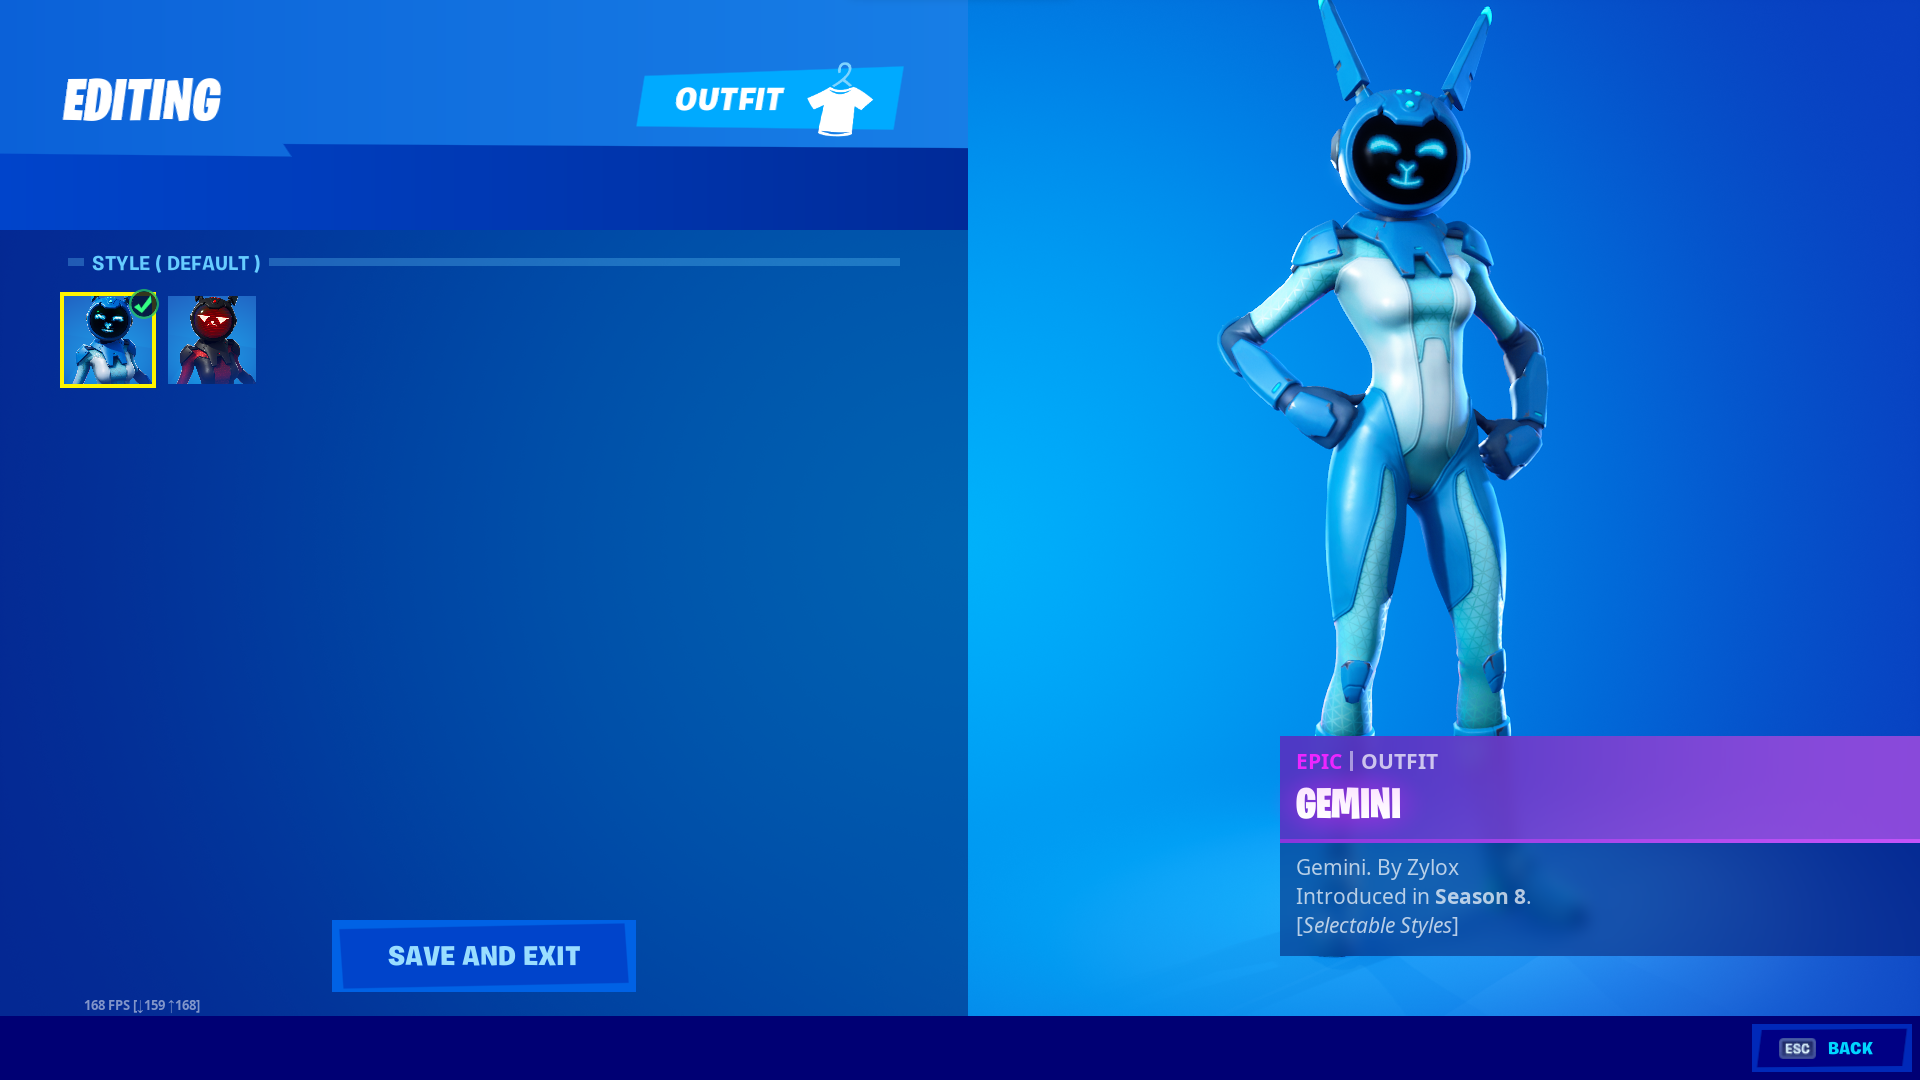 EDITING
OUTFIT
STYLE ( DEFAULT )
EPIC | OUTFIT
GEMINI
Gemini. By Zylox
Introduced in Season 8.
[Selectable Styles]
SAVE AND EXIT
168 FPS [↓159 ↑168]
ESC BACK